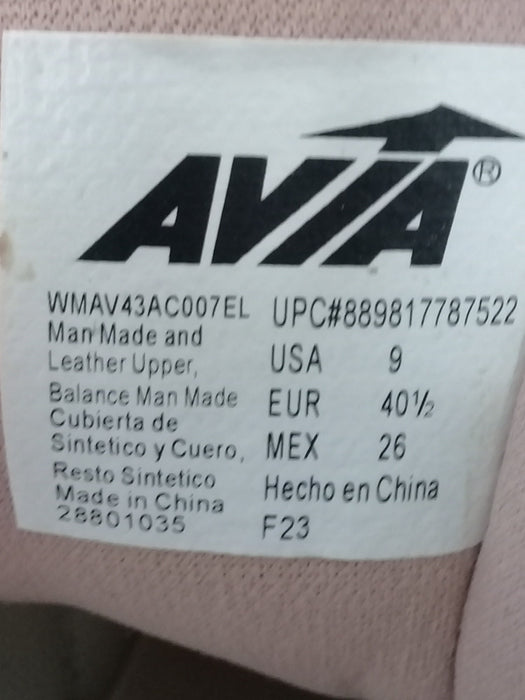 AVIA®
WMAV43AC007EL
Man Made and
Leather Upper,
Balance Man Made
Cubierta de
Sintetico y Cuero,
Resto Sintetico
Made in China
28801035
UPC#889817787522
USA 9
EUR 40½
MEX 26
Hecho en China
F23